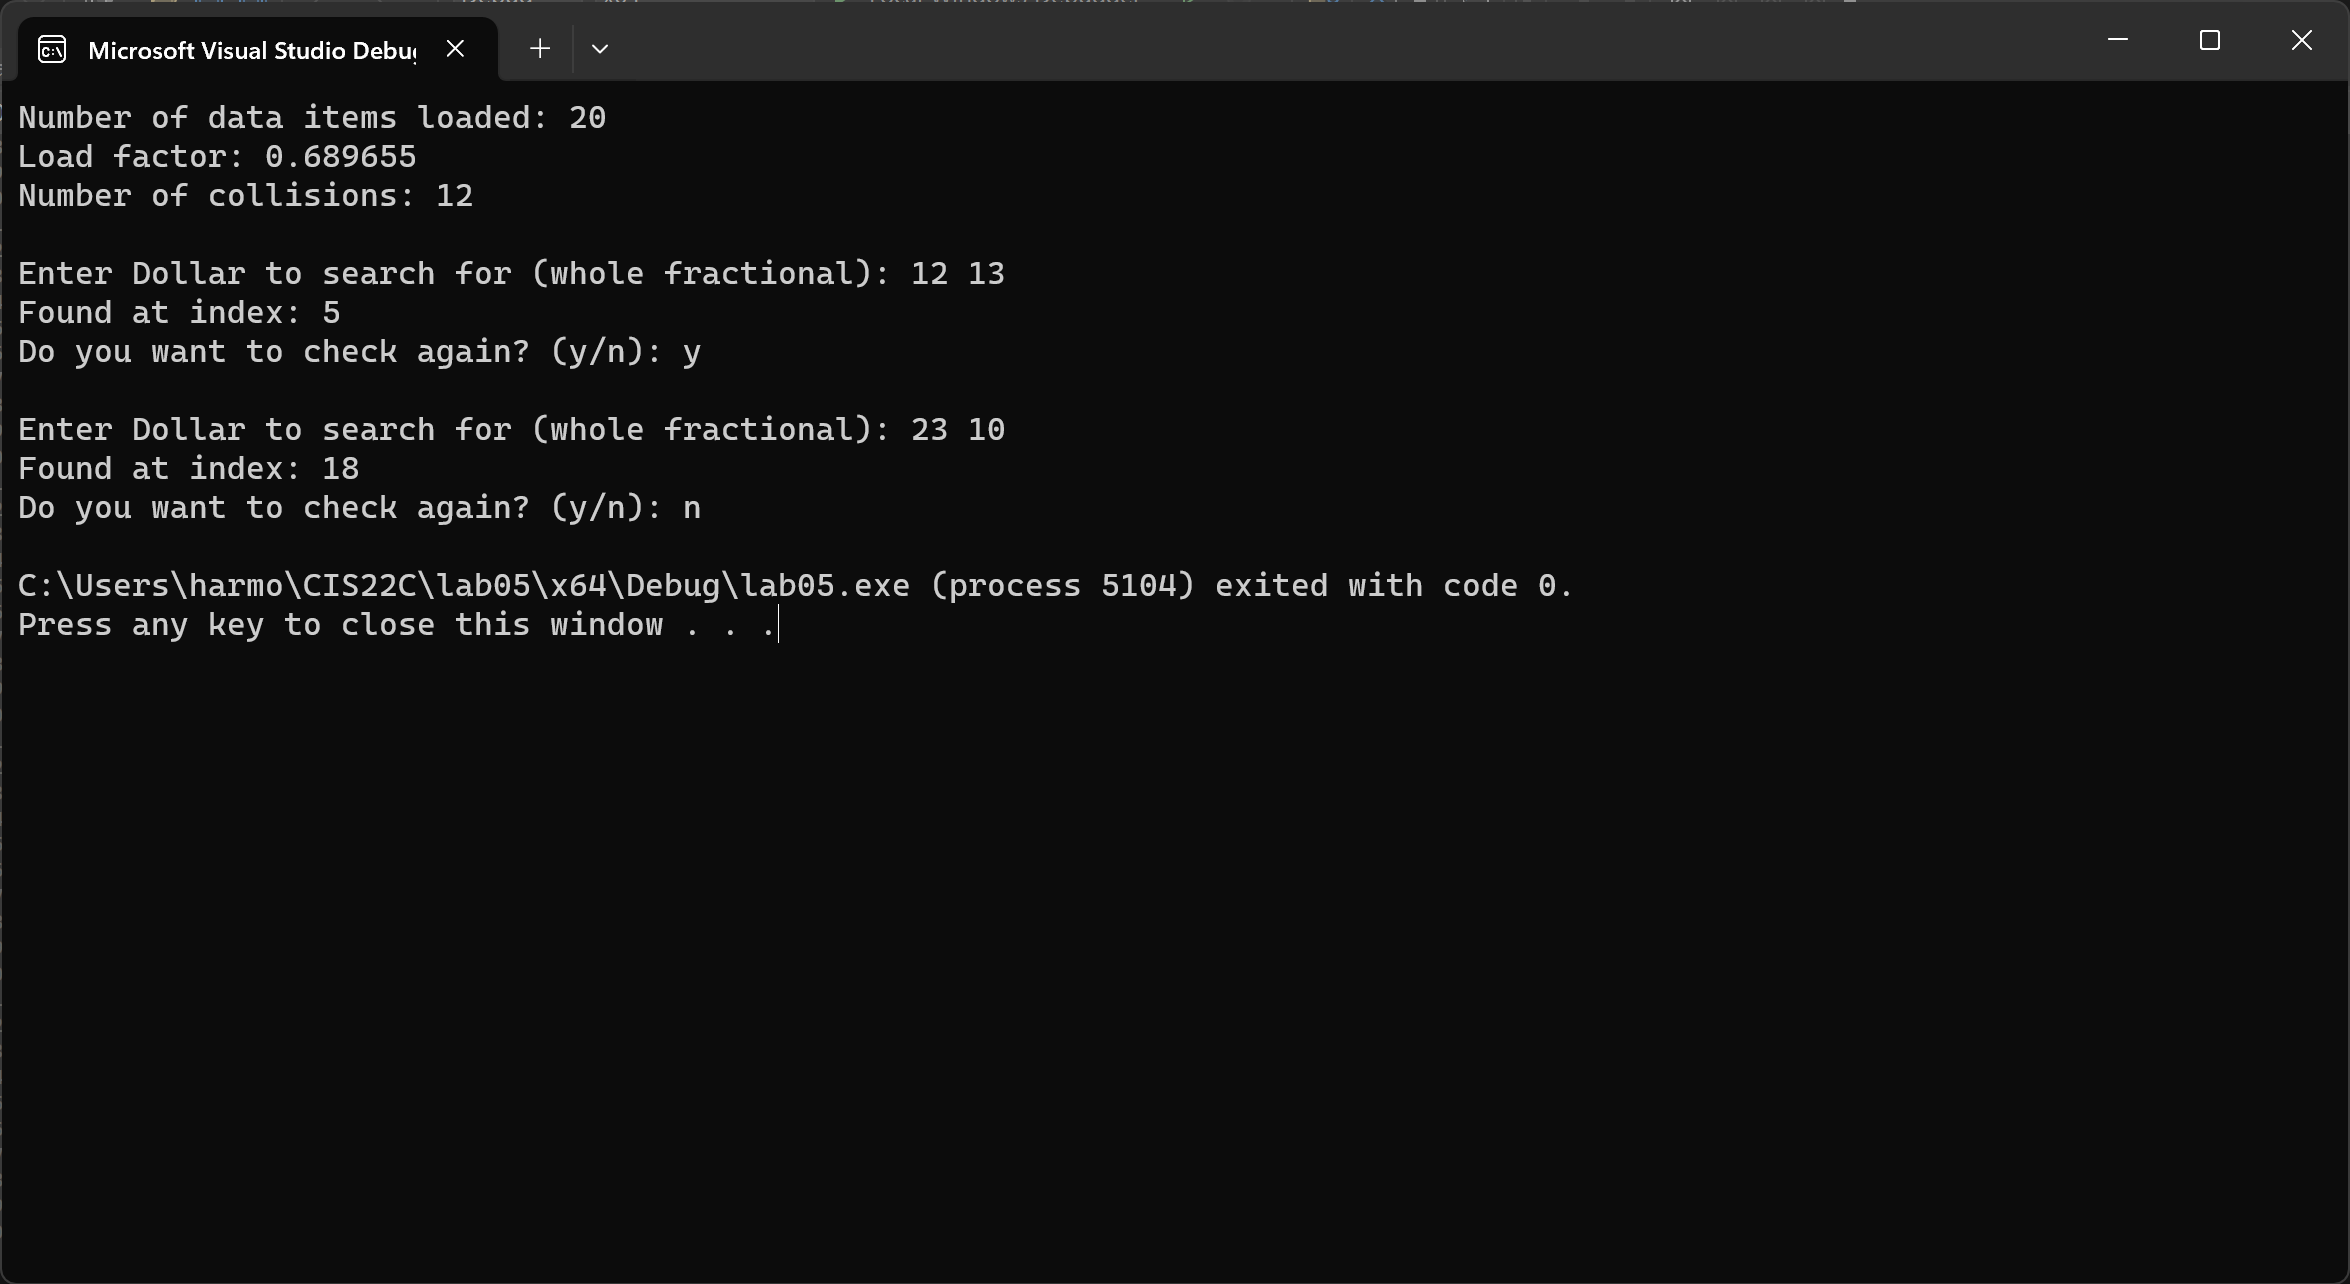 Microsoft Visual Studio Debug
Number of data items loaded: 20
Load factor: 0.689655
Number of collisions: 12
Enter Dollar to search for (whole fractional): 12 13
Found at index: 5
Do you want to check again? (y/n): y
Enter Dollar to search for (whole fractional): 23 10
Found at index: 18
Do you want to check again? (y/n): n
C:\Users\harmo\CIS22C\lab05\x64\Debug\lab05.exe (process 5104) exited with code 0.
Press any key to close this window . . .